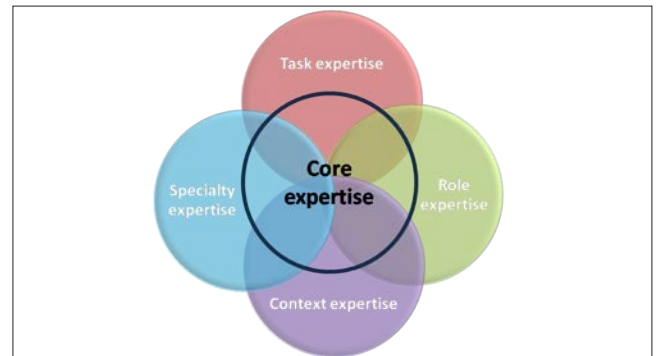 Task expertise
Core
expertise
Specialty
expertise
Role
expertise
Context expertise